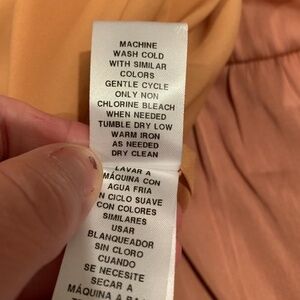 MACHINE
WASH COLD
WITH SIMILAR
COLORS
GENTLE CYCLE
ONLY NON
CHLORINE BLEACH
WHEN NEEDED
TUMBLE DRY LOW
WARM IRON
AS NEEDED
DRY CLEAN
LAVAR A
MÁQUINA CON
AGUA FRIA
N CICLO SUAVE
CON COLORES
SIMILARES
USAR
BLANQUEADOR
SIN CLORO
CUANDO
SE NECESITE
SECAR A
MÁQUINA A